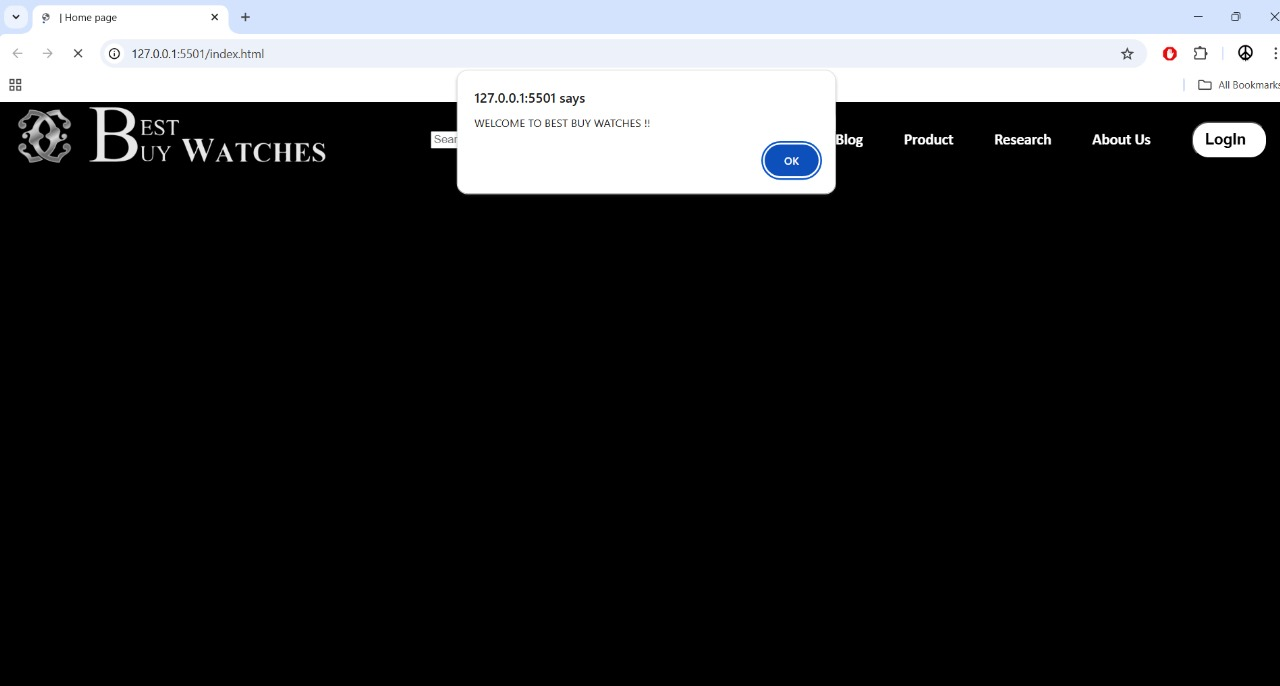 | Home page
127.0.0.1:5501/index.html
All Bookmarks
127.0.0.1:5501 says
WELCOME TO BEST BUY WATCHES !!
OK
BEST
BUY WATCHES
Sear
Blog
Product
Research
About Us
LogIn